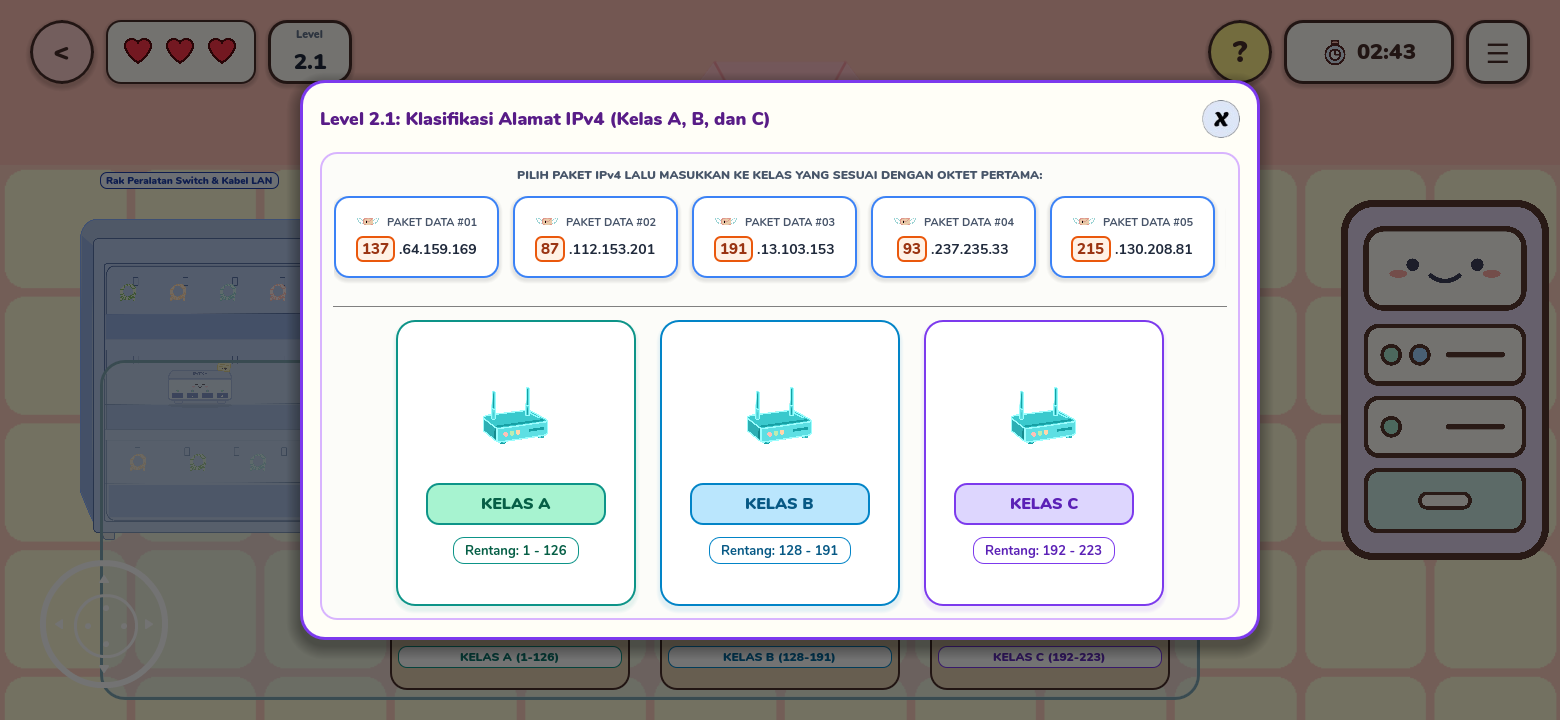 <
Level
2.1
?
02:43
☰
Level 2.1: Klasifikasi Alamat IPv4 (Kelas A, B, dan C)
X
Rak Peralatan Switch & Kabel LAN
PILIH PAKET IPv4 LALU MASUKKAN KE KELAS YANG SESUAI DENGAN OKTET PERTAMA:
PAKET DATA #01
137.64.159.169
PAKET DATA #02
87.112.153.201
PAKET DATA #03
191.13.103.153
PAKET DATA #04
93.237.235.33
PAKET DATA #05
215.130.208.81
KELAS A
Rentang: 1 - 126
KELAS B
Rentang: 128 - 191
KELAS C
Rentang: 192 - 223
KELAS A (1-126)
KELAS B (128-191)
KELAS C (192-223)